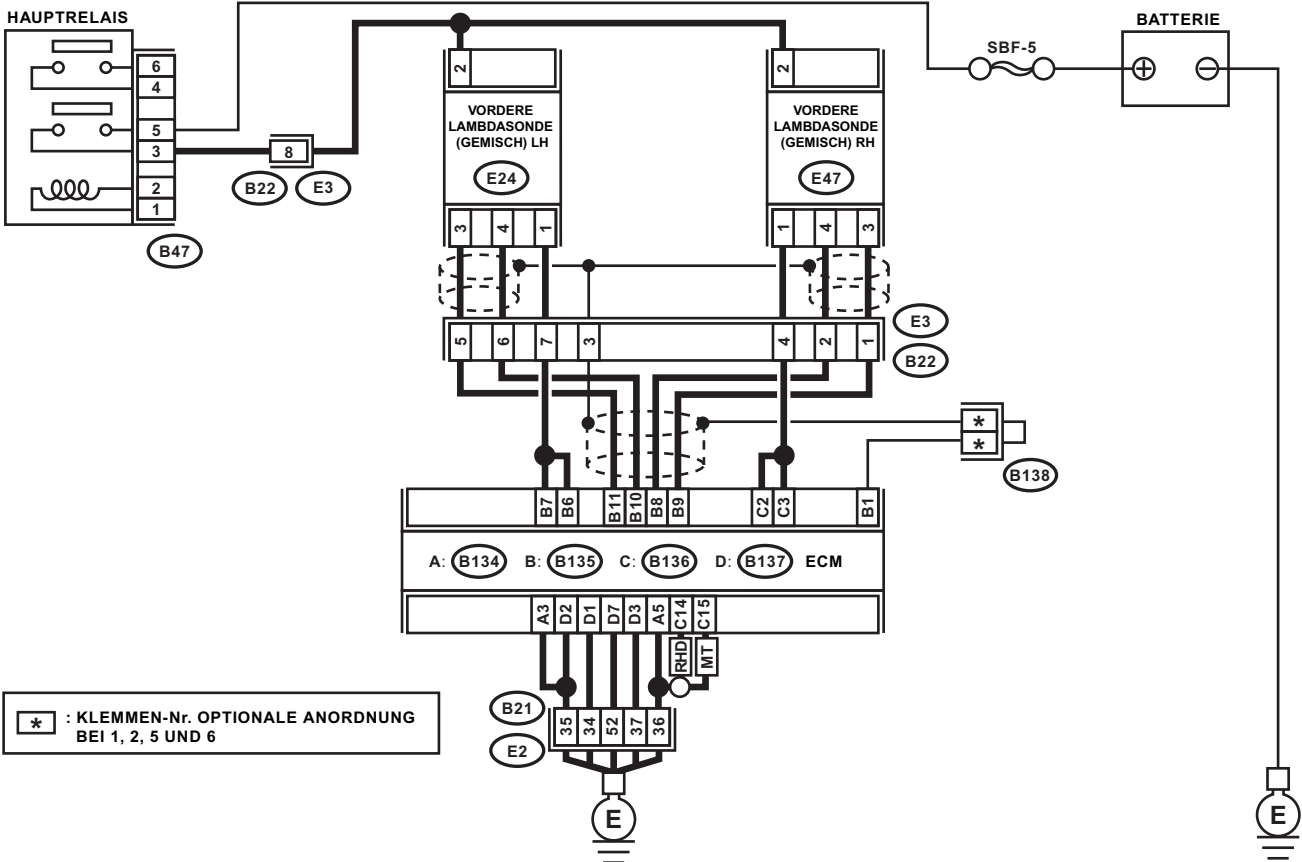 HAUPTRELAIS
BATTERIE
SBF-5
6
4
5
3
2
1
B47
8
B22 E3
2
VORDERE
LAMBDASONDE
(GEMISCH) LH
E24
3 4 1
2
VORDERE
LAMBDASONDE
(GEMISCH) RH
E47
1 4 3
E3
5 6 7 3 4 2 1
B22
*
*
B138
B7 B6 B11 B10 B8 B9 C2 C3 B1
A: B134 B: B135 C: B136 D: B137 ECM
A3 D2 D1 D7 D3 A5 C14 C15
RHD MT
B21
35 34 52 37 36
E2
* : KLEMMEN-Nr. OPTIONALE ANORDNUNG
BEI 1, 2, 5 UND 6
E
E